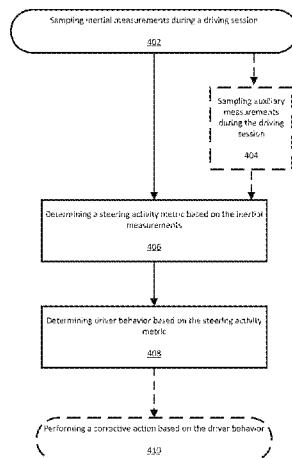 Sampling inertial measurements during a driving session
402
Sampling auxiliary
measurements
during the driving
session
404
Determining a steering activity metric based on the inertial
measurements
406
Determining driver behavior based on the steering activity
metric
408
Performing a corrective action based on the driver behavior
410